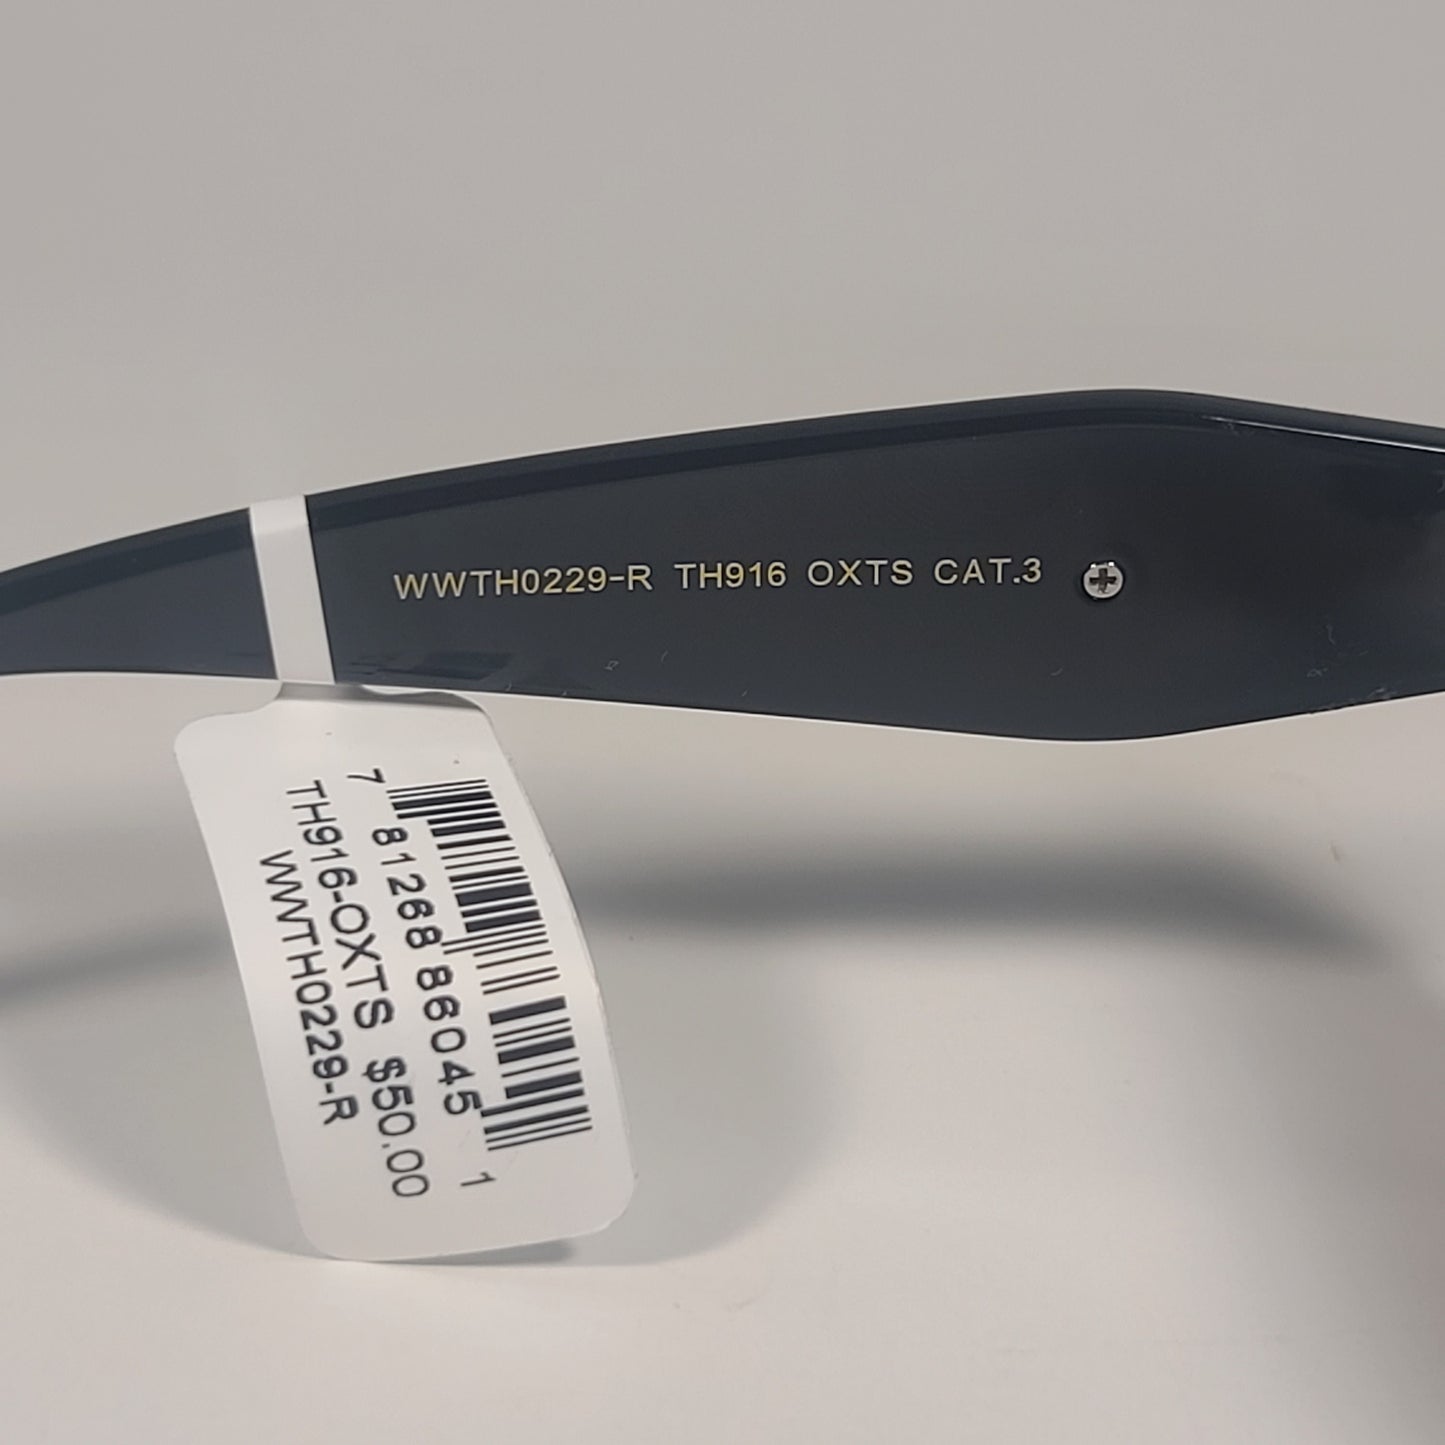 WWTH0229-R TH916 OXTS CAT.3
7 81268 86045 1
TH916-OXTS $50.00
WWTH0229-R